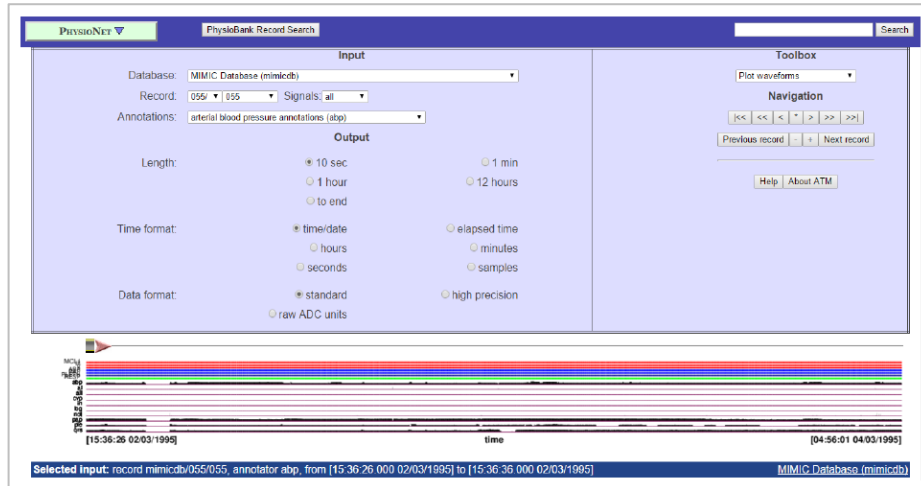 PHYSIONET PhysioBank Record Search Search
Input Toolbox
Database: MIMIC Database (mimicdb) Plot waveforms
Record: 055/ 055 Signals: all Navigation
Annotations: arterial blood pressure annotations (abp) |<< << < * > >> >>|
Output Previous record - + Next record
Length: 10 sec 1 min
1 hour 12 hours Help About ATM
to end
Time format: time/date elapsed time
hours minutes
seconds samples
Data format: standard high precision
raw ADC units
abp
[15:36:26 02/03/1995] time [04:56:01 04/03/1995]
Selected input: record mimicdb/055/055, annotator abp, from [15:36:26.000 02/03/1995] to [15:36:36.000 02/03/1995] MIMIC Database (mimicdb)